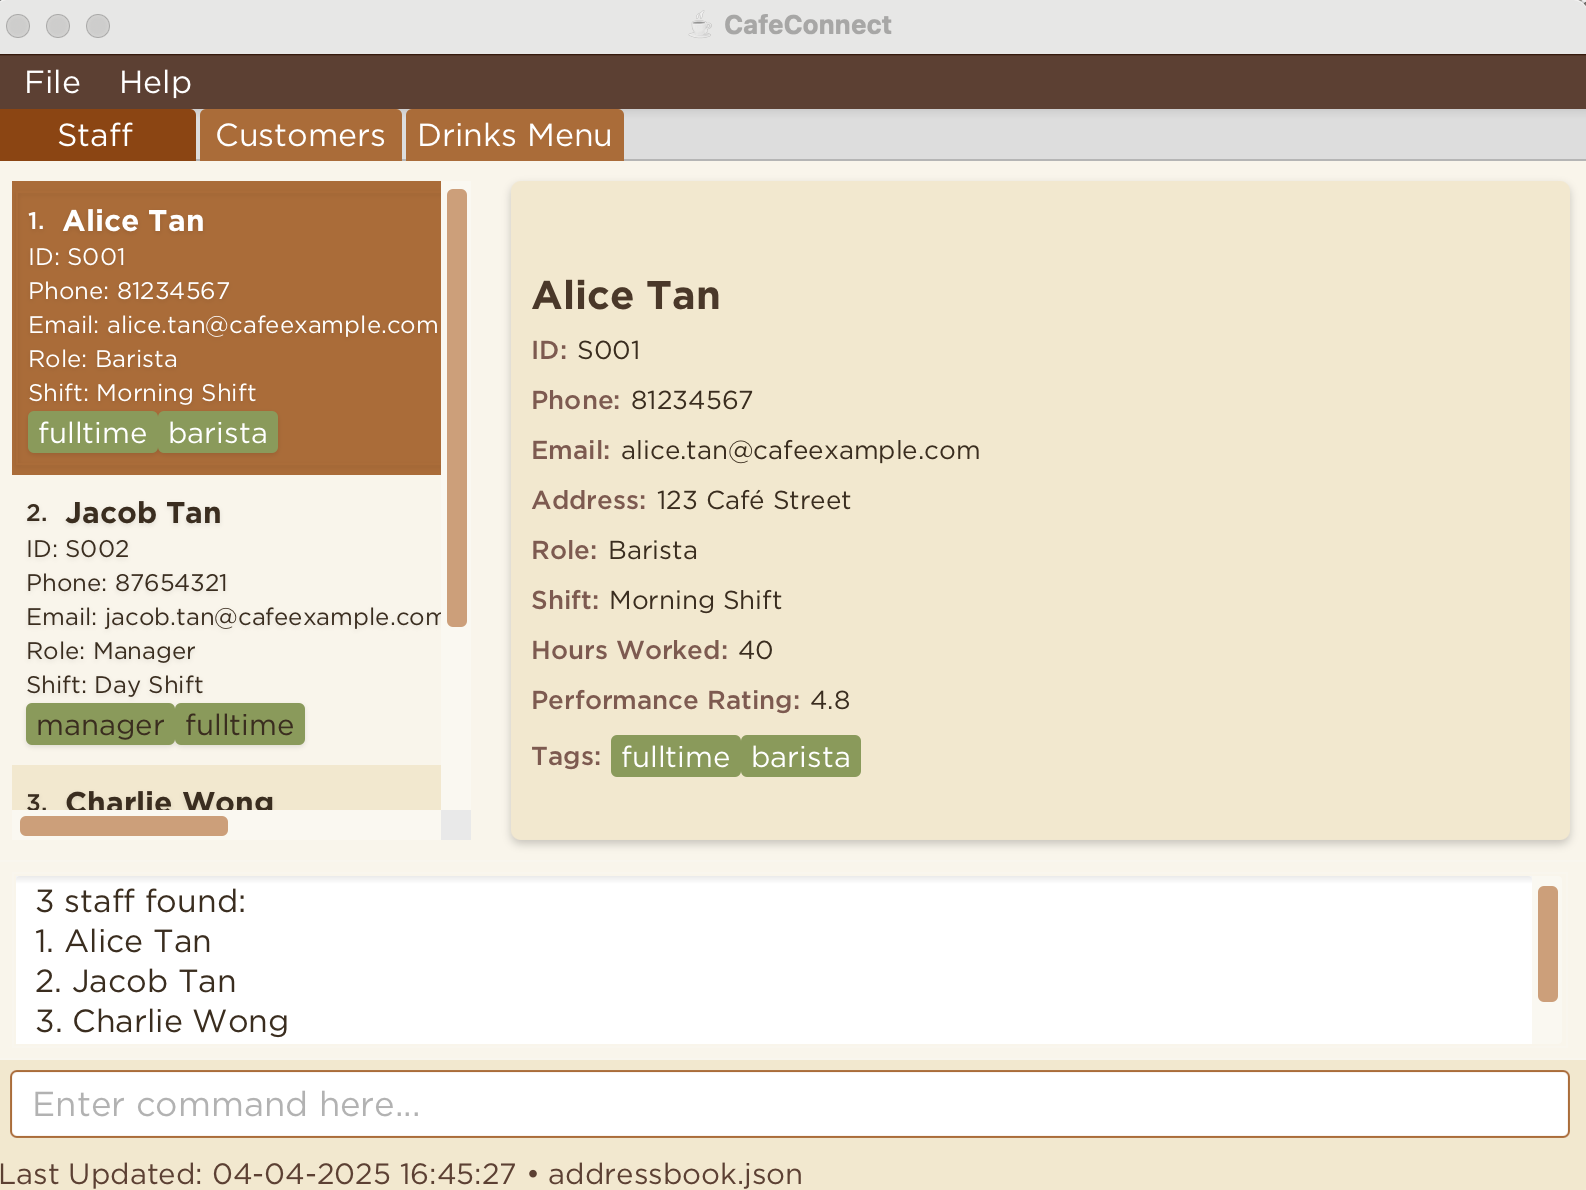 CafeConnect
File Help
Staff Customers Drinks Menu
1. Alice Tan
ID: S001
Phone: 81234567
Email: alice.tan@cafeexample.com
Role: Barista
Shift: Morning Shift
fulltime barista
2. Jacob Tan
ID: S002
Phone: 87654321
Email: jacob.tan@cafeexample.com
Role: Manager
Shift: Day Shift
manager fulltime
3. Charlie Wong
Alice Tan
ID: S001
Phone: 81234567
Email: alice.tan@cafeexample.com
Address: 123 Café Street
Role: Barista
Shift: Morning Shift
Hours Worked: 40
Performance Rating: 4.8
Tags: fulltime barista
3 staff found:
1. Alice Tan
2. Jacob Tan
3. Charlie Wong
Enter command here...
Last Updated: 04-04-2025 16:45:27 • addressbook.json